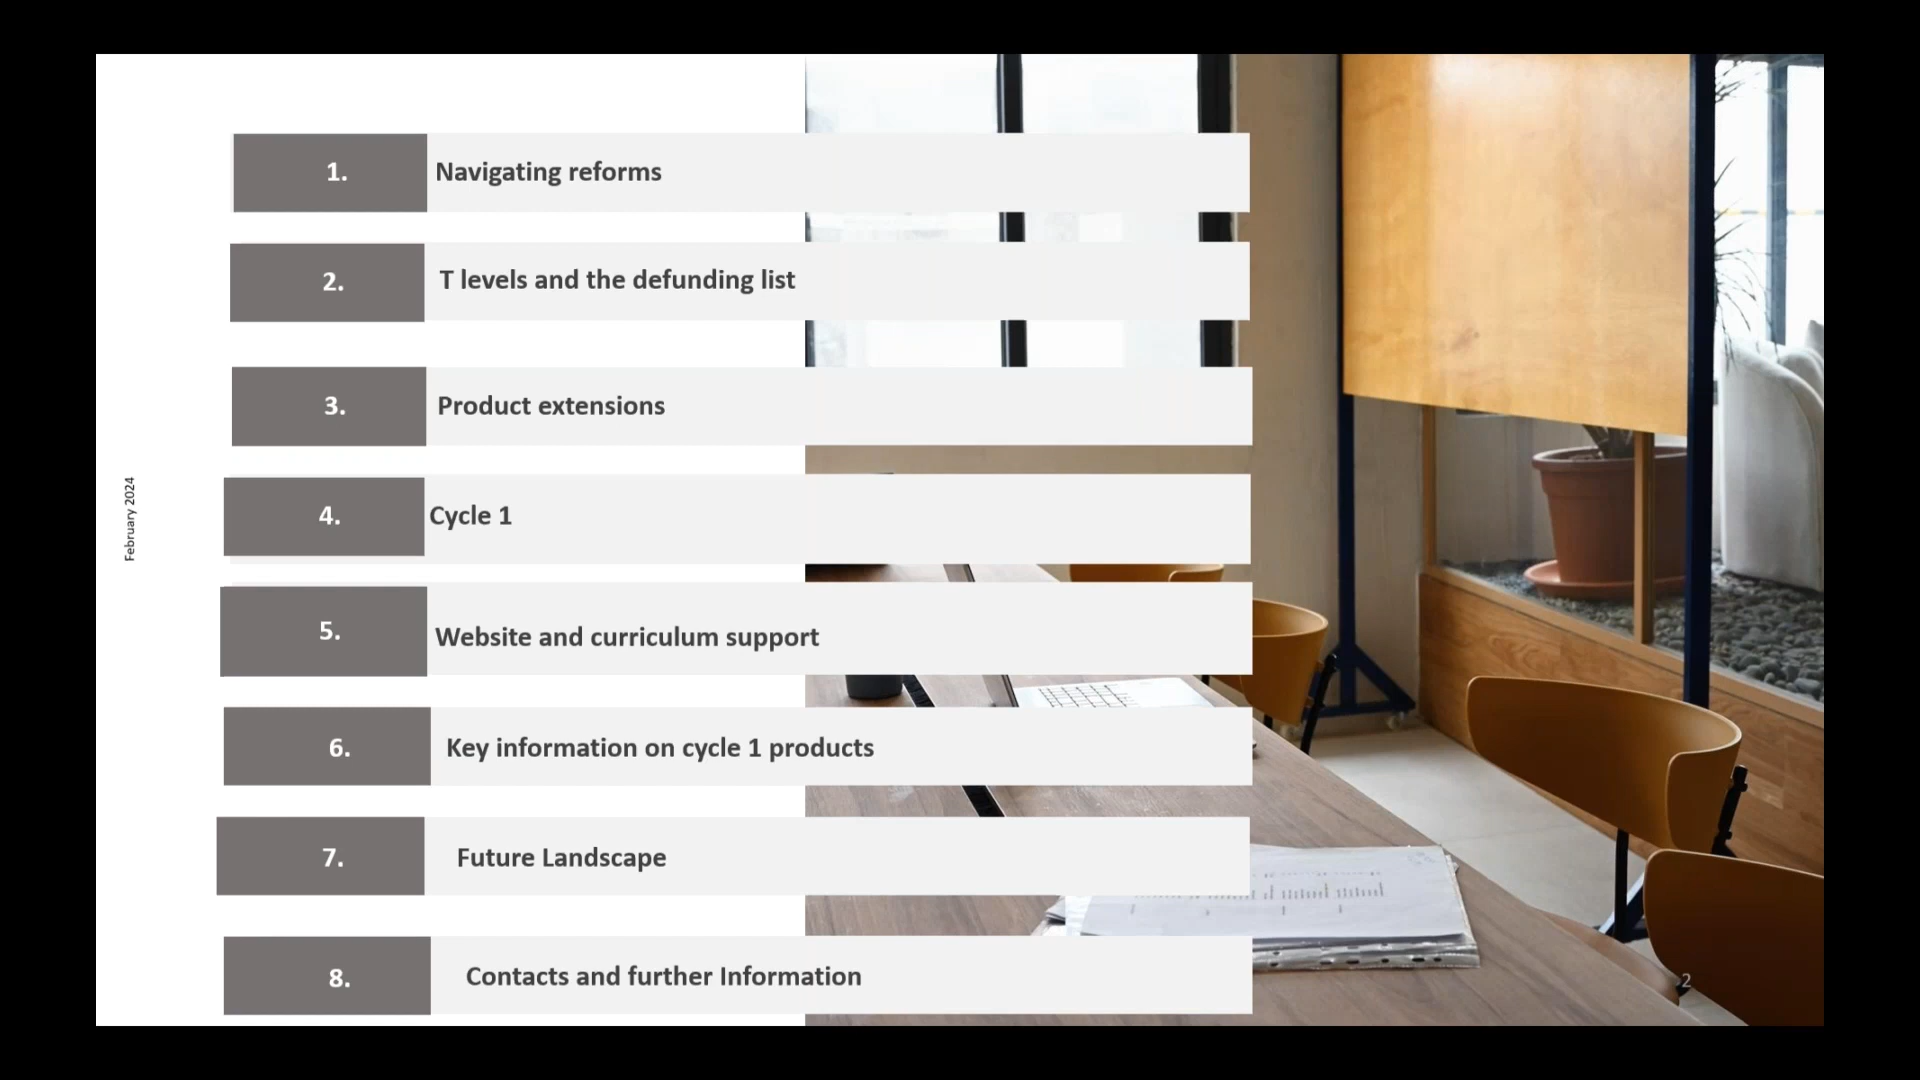 1. Navigating reforms
2. T levels and the defunding list
3. Product extensions
4. Cycle 1
5. Website and curriculum support
6. Key information on cycle 1 products
7. Future Landscape
8. Contacts and further Information
February 2024
2